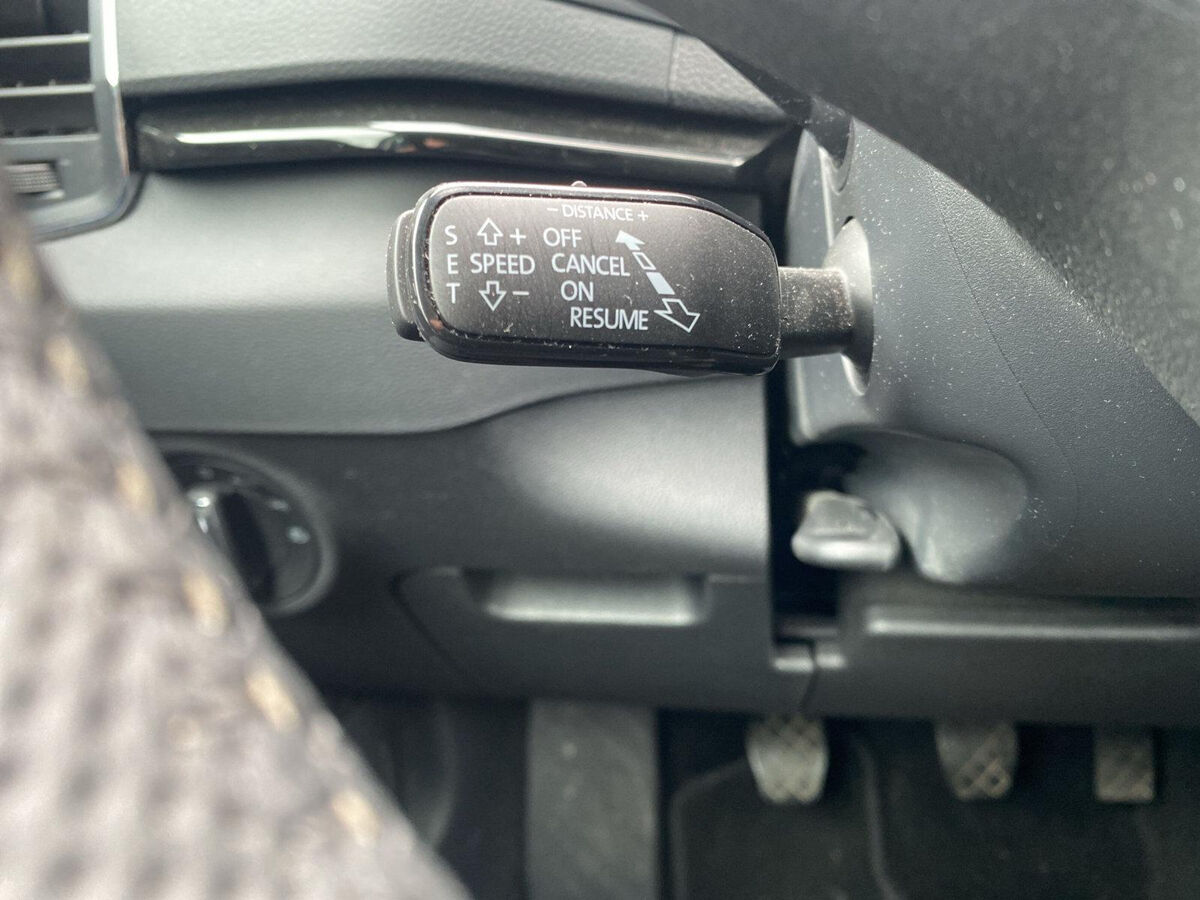 - DISTANCE +
S + OFF
E SPEED CANCEL
T - ON
RESUME